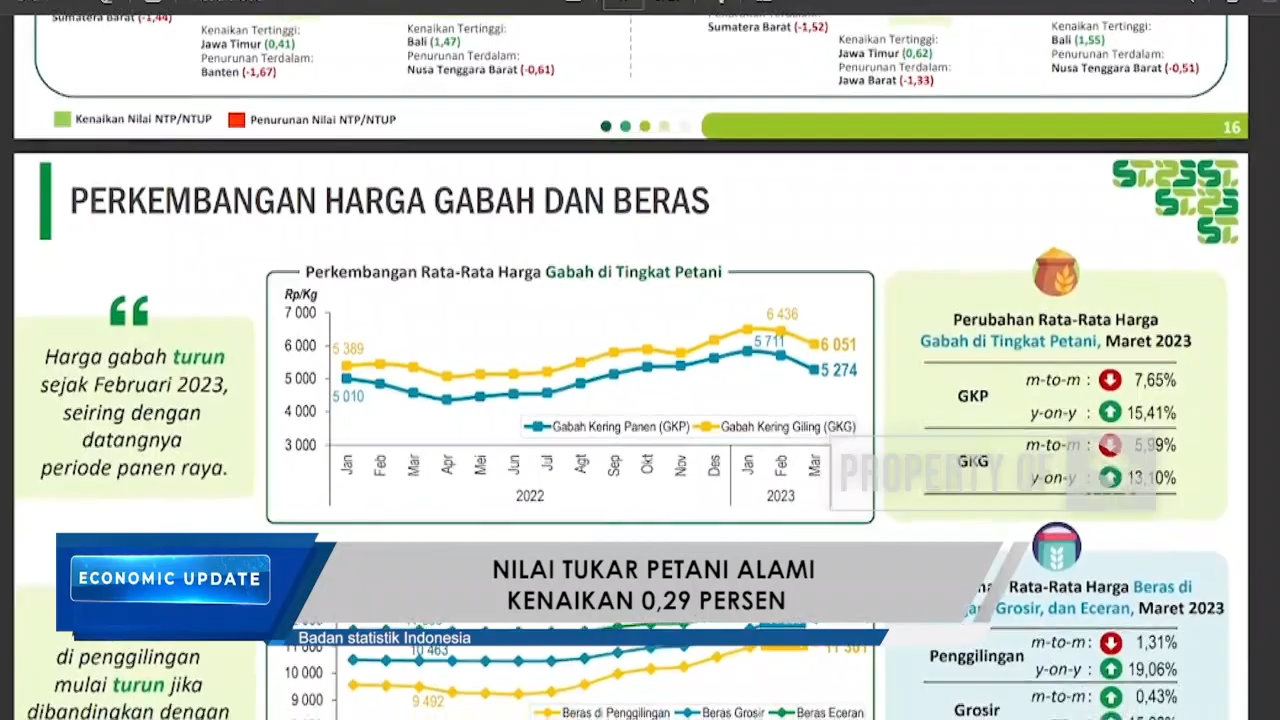 Sumatera Barat (-1,44)
Kenaikan Tertinggi:
Jawa Timur (0,41)
Penurunan Terdalam:
Banten (-1,67)
Kenaikan Tertinggi:
Bali (1,47)
Penurunan Terdalam:
Nusa Tenggara Barat (-0,61)
Sumatera Barat (-1,52)
Kenaikan Tertinggi:
Jawa Timur (0,62)
Penurunan Terdalam:
Jawa Barat (-1,33)
Kenaikan Tertinggi:
Bali (1,55)
Penurunan Terdalam:
Nusa Tenggara Barat (-0,51)
Kenaikan Nilai NTP/NTUP
Penurunan Nilai NTP/NTUP
16
PERKEMBANGAN HARGA GABAH DAN BERAS
Harga gabah turun
sejak Februari 2023,
seiring dengan
datangnya
periode panen raya.
Perkembangan Rata-Rata Harga Gabah di Tingkat Petani
Rp/Kg
7 000
6 000
5 000
4 000
3 000
5 389
5 010
6 436
5 711
6 051
5 274
Gabah Kering Panen (GKP)
Gabah Kering Giling (GKG)
Jan Feb Mar Apr Mei Jun Jul Agt Sep Okt Nov Des Jan Feb Mar
2022 2023
Perubahan Rata-Rata Harga
Gabah di Tingkat Petani, Maret 2023
GKP
m-to-m : 7,65%
y-on-y : 15,41%
GKG
m-to-m : 5,99%
y-on-y : 13,10%
PROPERTY OF
ECONOMIC UPDATE
NILAI TUKAR PETANI ALAMI
KENAIKAN 0,29 PERSEN
Badan statistik Indonesia
di penggilingan
mulai turun jika
dibandingkan dengan
11 000
10 000
9 000
10 463
9 492
Beras di Penggilingan
Beras Grosir
Beras Eceran
Rata-Rata Harga Beras di
Grosir, dan Eceran, Maret 2023
Penggilingan
m-to-m : 1,31%
y-on-y : 19,06%
Grosir
m-to-m : 0,43%